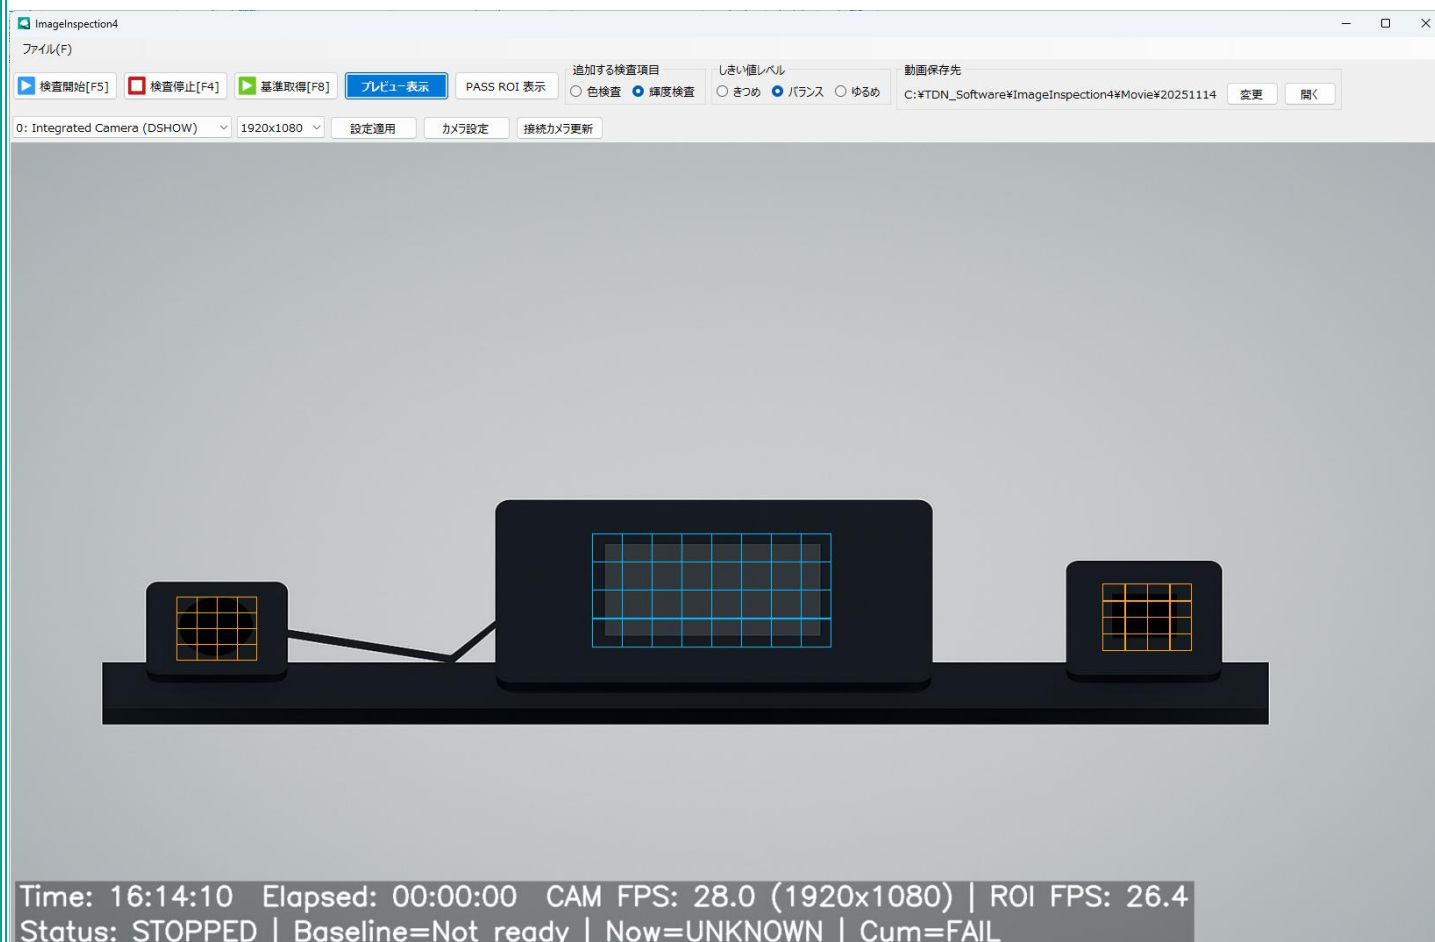 ImageInspection4
ファイル(F)
検査開始[F5] 検査停止[F4] 基準取得[F8] プレビュー表示 PASS ROI 表示
追加する検査項目 しきい値レベル 動画保存先
色検査 輝度検査 きつめ バランス ゆるめ C:¥TDN_Software¥ImageInspection4¥Movie¥20251114 変更 開く
0: Integrated Camera (DSHOW) 1920x1080 設定適用 カメラ設定 接続カメラ更新
Time: 16:14:10 Elapsed: 00:00:00 CAM FPS: 28.0 (1920x1080) | ROI FPS: 26.4
Status: STOPPED | Baseline=Not ready | Now=UNKNOWN | Cum=FAIL